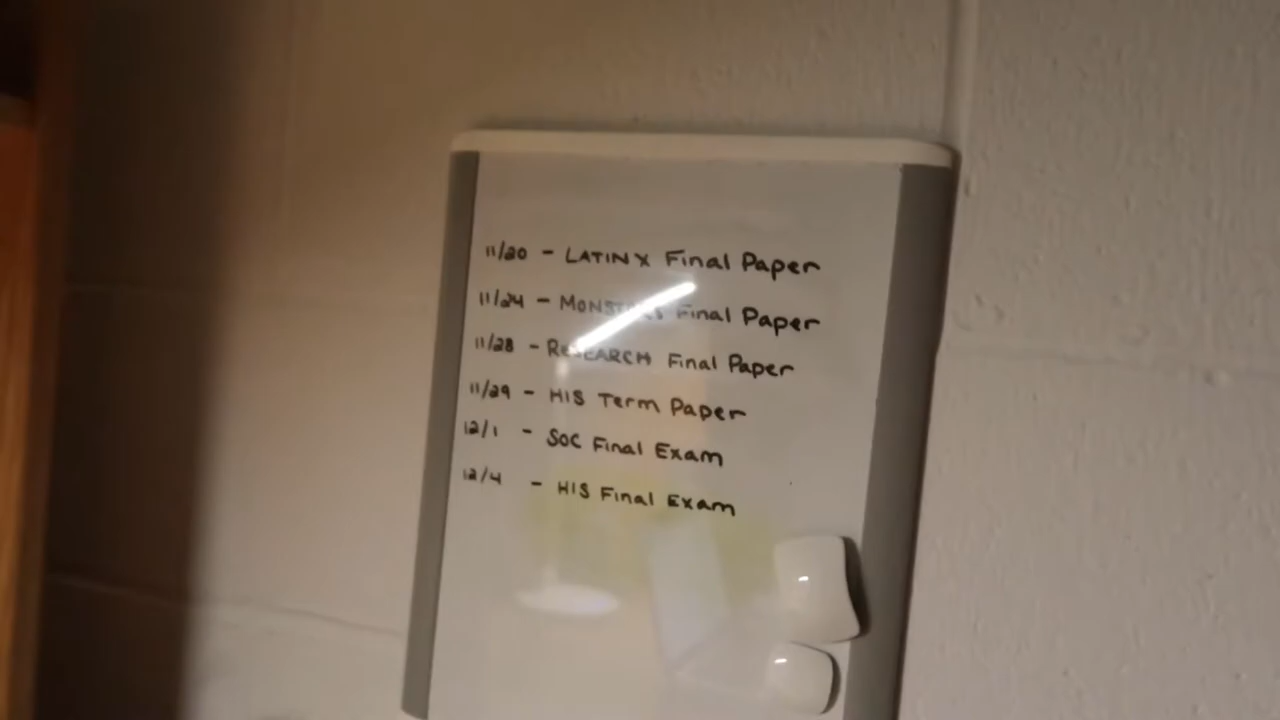 11/20 - LATINX Final Paper
11/24 - MONSTERS Final Paper
11/28 - RESEARCH Final Paper
11/29 - HIS Term Paper
12/1 - SOC Final Exam
12/4 - HIS Final Exam